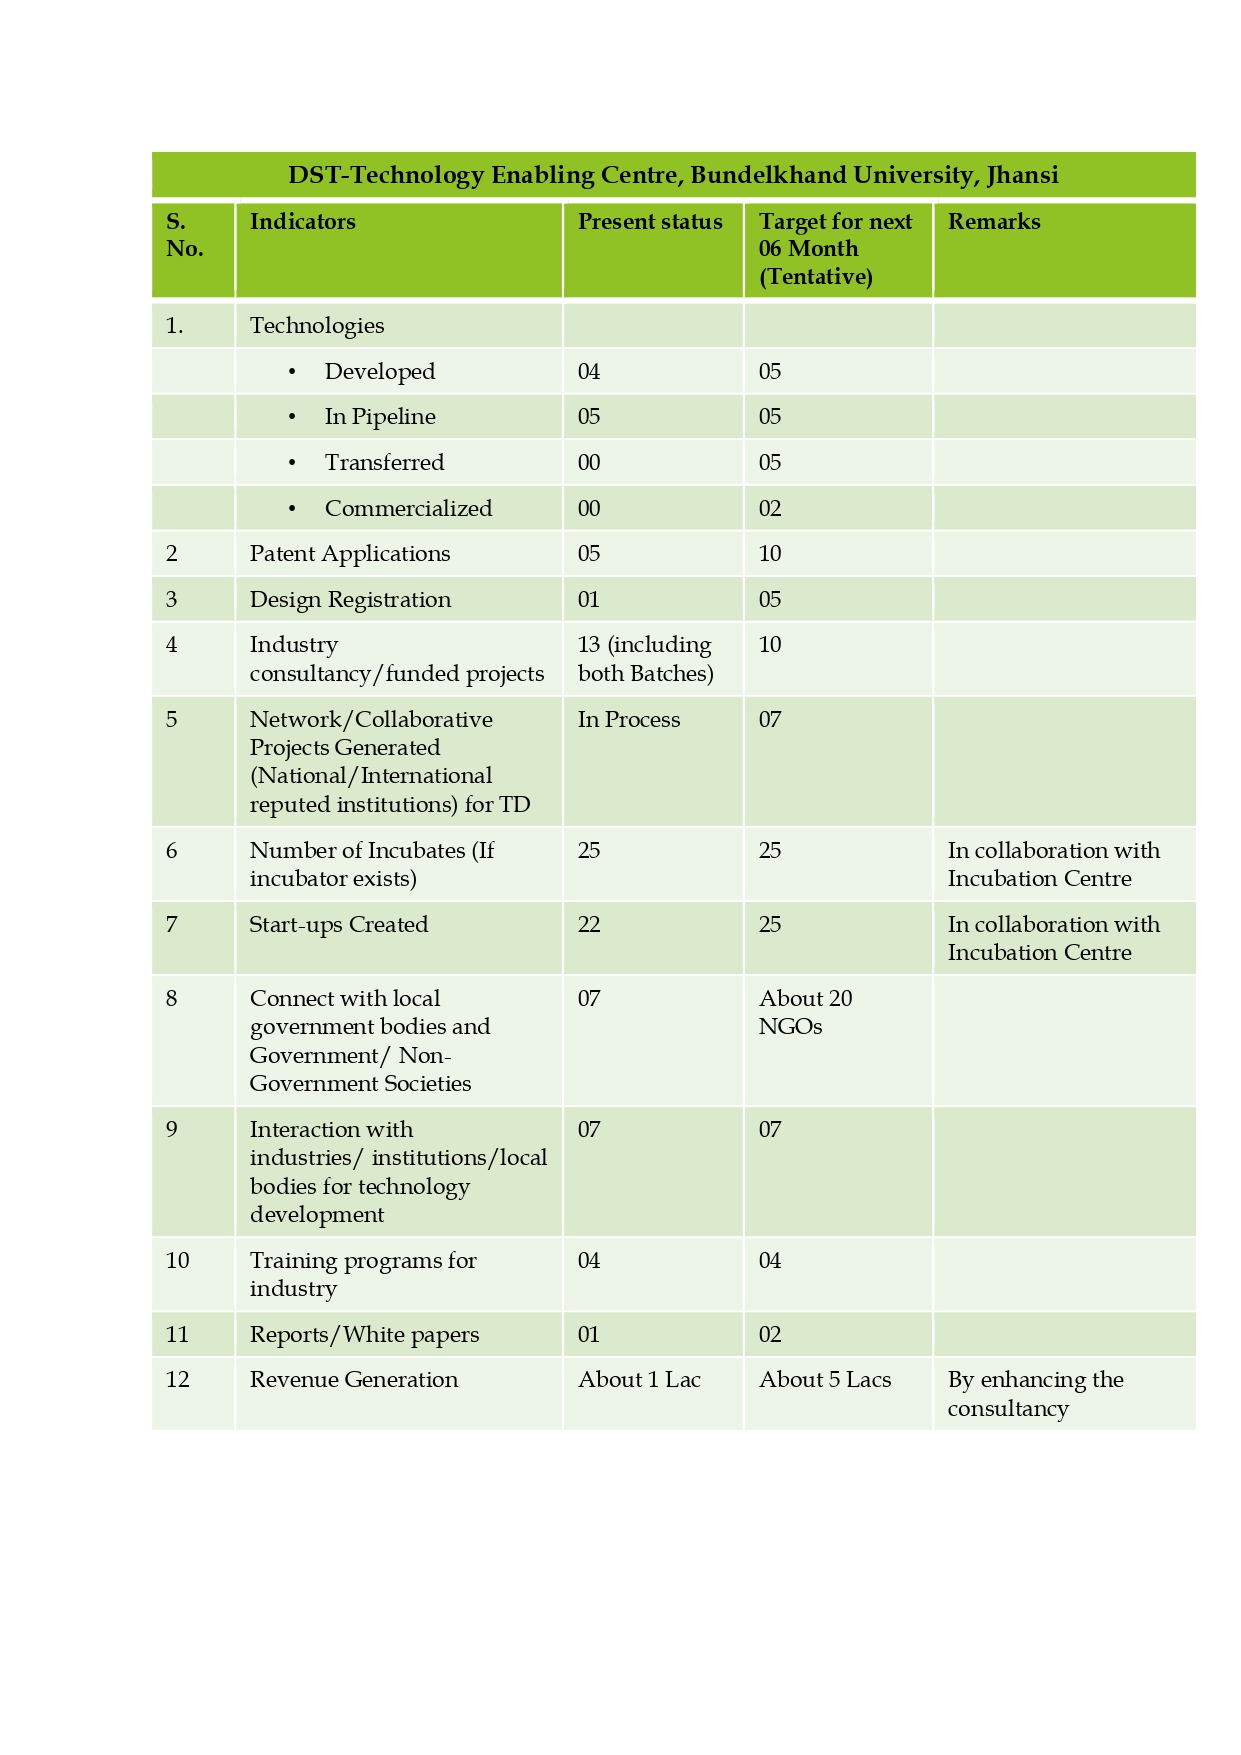 DST-Technology Enabling Centre, Bundelkhand University, Jhansi
S. No. Indicators Present status Target for next 06 Month (Tentative) Remarks
1. Technologies
• Developed 04 05
• In Pipeline 05 05
• Transferred 00 05
• Commercialized 00 02
2 Patent Applications 05 10
3 Design Registration 01 05
4 Industry consultancy/funded projects 13 (including both Batches) 10
5 Network/Collaborative Projects Generated (National/International reputed institutions) for TD In Process 07
6 Number of Incubates (If incubator exists) 25 25 In collaboration with Incubation Centre
7 Start-ups Created 22 25 In collaboration with Incubation Centre
8 Connect with local government bodies and Government/ Non-Government Societies 07 About 20 NGOs
9 Interaction with industries/ institutions/local bodies for technology development 07 07
10 Training programs for industry 04 04
11 Reports/White papers 01 02
12 Revenue Generation About 1 Lac About 5 Lacs By enhancing the consultancy